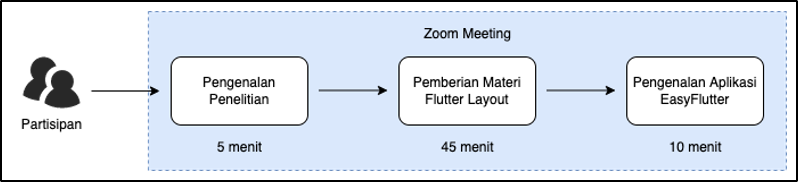 Zoom Meeting
Partisipan
Pengenalan
Penelitian
5 menit
Pemberian Materi
Flutter Layout
45 menit
Pengenalan Aplikasi
EasyFlutter
10 menit